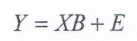 Y = XB + E